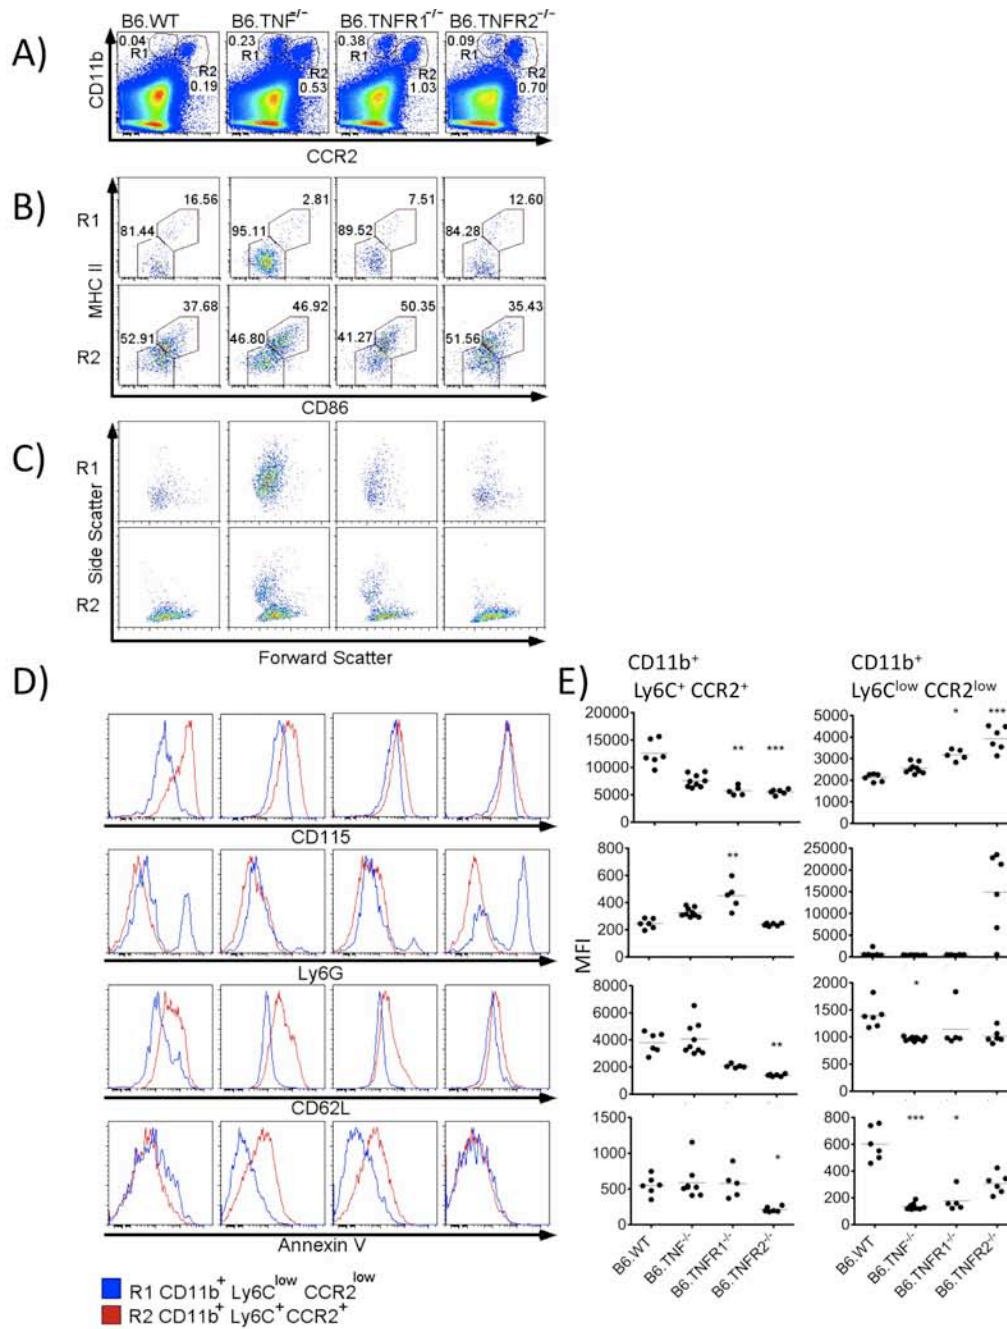 B6.WT B6.TNF-/- B6.TNFR1-/- B6.TNFR2-/-
A)
CD11b
0.04 R1 R2 0.19
0.23 R1 R2 0.53
0.38 R1 R2 1.03
0.09 R1 R2 0.70
CCR2
B)
MHC II
R1
16.56 2.81 7.51 12.60
81.44 95.11 89.52 84.28
R2
37.68 46.92 50.35 35.43
52.91 46.80 41.27 51.56
CD86
C)
Side Scatter
R1
R2
Forward Scatter
D)
CD115
Ly6G
CD62L
Annexin V
R1 CD11b+ Ly6Clow CCR2low
R2 CD11b+ Ly6C+ CCR2+
E)
CD11b+
Ly6C+ CCR2+
CD11b+
Ly6Clow CCR2low
MFI
20000
15000
10000
5000
0
** ***
5000
4000
3000
2000
1000
0
* ***
800
600
400
200
0
**
25000
20000
15000
10000
5000
0
8000
6000
4000
2000
0
**
2000
1500
1000
500
0
*
1500
1000
500
0
*
800
600
400
200
0
*** *
B6.WT
B6.TNF-/-
B6.TNFR1-/-
B6.TNFR2-/-
B6.WT
B6.TNF-/-
B6.TNFR1-/-
B6.TNFR2-/-